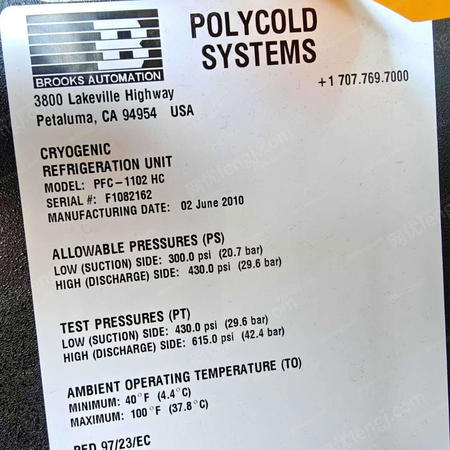 B
POLYCOLD
SYSTEMS
BROOKS AUTOMATION
3800 Lakeville Highway
+1 707.769.7000
Petaluma, CA 94954 USA
CRYOGENIC
REFRIGERATION UNIT
MODEL: PFC-1102 HC
SERIAL #: F1082162
MANUFACTURING DATE: 02 June 2010
ALLOWABLE PRESSURES (PS)
LOW (SUCTION) SIDE: 300.0 psi (20.7 bar)
HIGH (DISCHARGE) SIDE: 430.0 psi (29.6 bar)
TEST PRESSURES (PT)
LOW (SUCTION) SIDE: 430.0 psi (29.6 bar)
HIGH (DISCHARGE) SIDE: 615.0 psi (42.4 bar)
AMBIENT OPERATING TEMPERATURE (TO)
MINIMUM: 40°F (4.4°C)
MAXIMUM: 100°F (37.8°C)
PED 97/23/EC